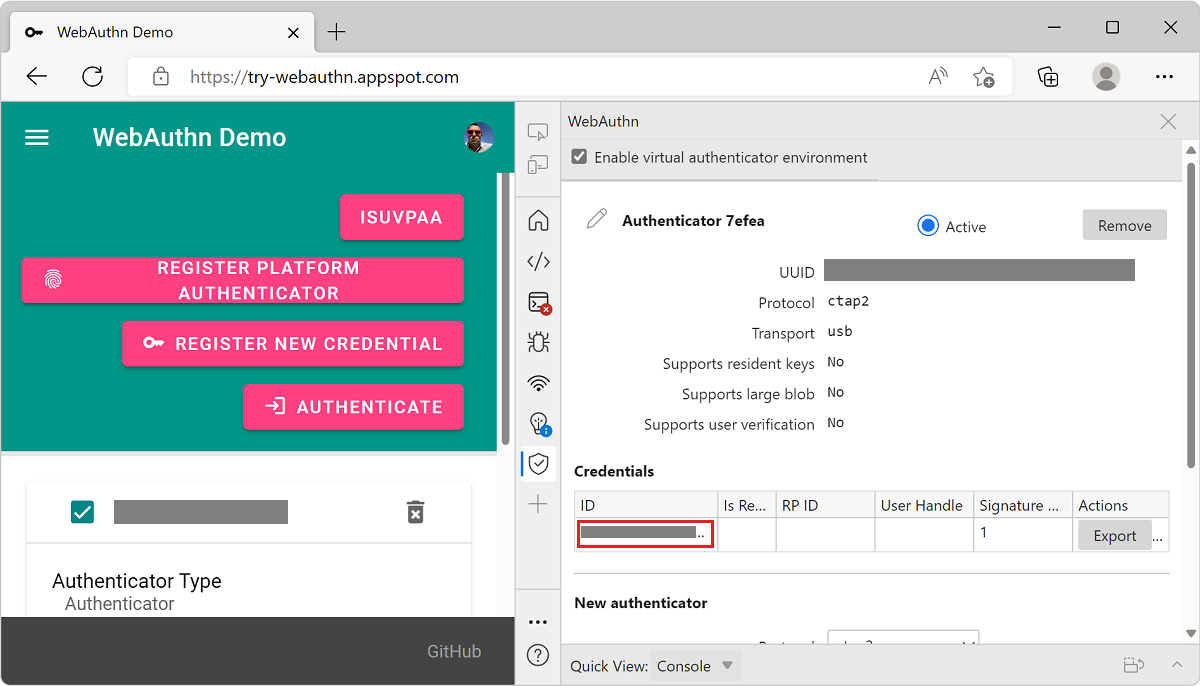 WebAuthn Demo
https://try-webauthn.appspot.com
WebAuthn Demo
ISUVPAA
REGISTER PLATFORM
AUTHENTICATOR
REGISTER NEW CREDENTIAL
AUTHENTICATE
Authenticator Type
Authenticator
GitHub
WebAuthn
Enable virtual authenticator environment
Authenticator 7efea
Active
Remove
UUID
Protocol ctap2
Transport usb
Supports resident keys No
Supports large blob No
Supports user verification No
Credentials
ID Is Re... RP ID User Handle Signature ... Actions
.. 1 Export ...
New authenticator
Quick View: Console